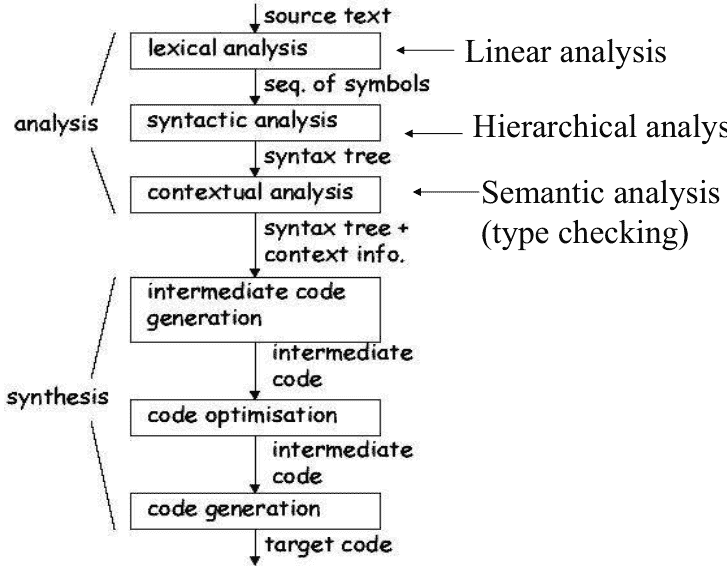 source text
lexical analysis
Linear analysis
seq. of symbols
analysis
syntactic analysis
Hierarchical analys
syntax tree
contextual analysis
Semantic analysis
(type checking)
syntax tree +
context info.
intermediate code
generation
intermediate
code
synthesis
code optimisation
intermediate
code
code generation
target code